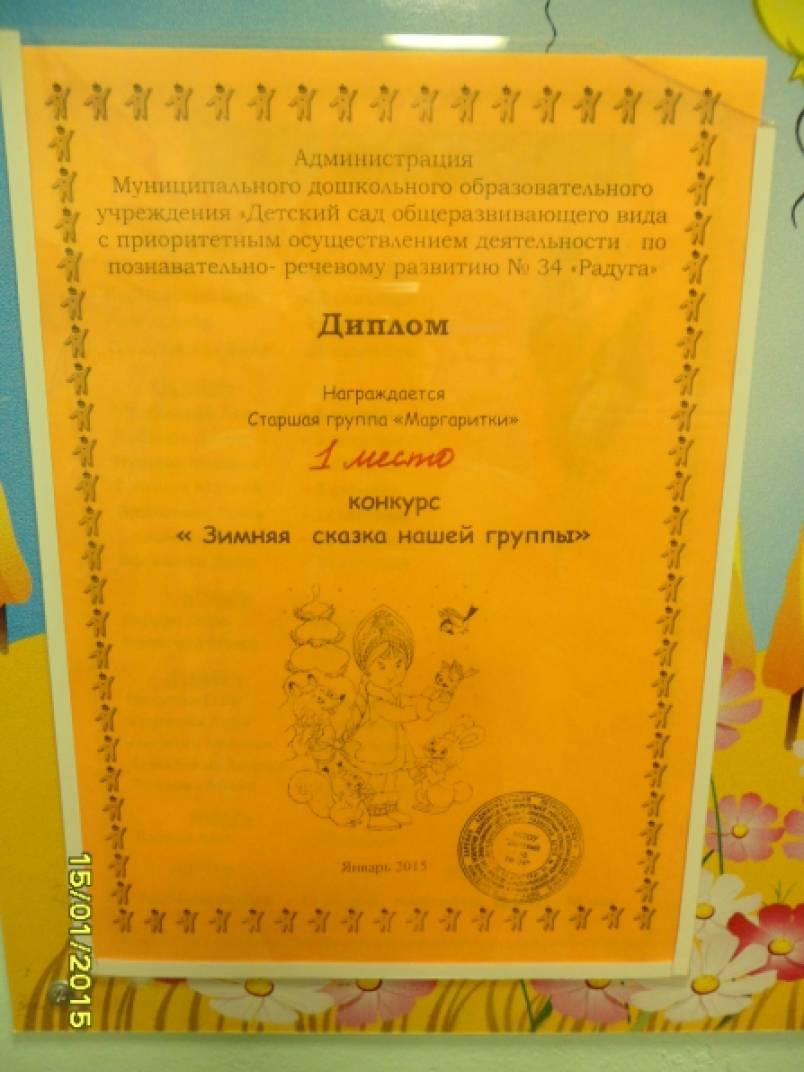 Администрация
Муниципального дошкольного образовательного
учреждения «Детский сад общеразвивающего вида
с приоритетным осуществлением деятельности по
познавательно- речевому развитию № 34 «Радуга»
Диплом
Награждается
Старшая группа «Маргаритки»
1 место
конкурс
« Зимняя сказка нашей группы»
Январь 2015
15/01/2015